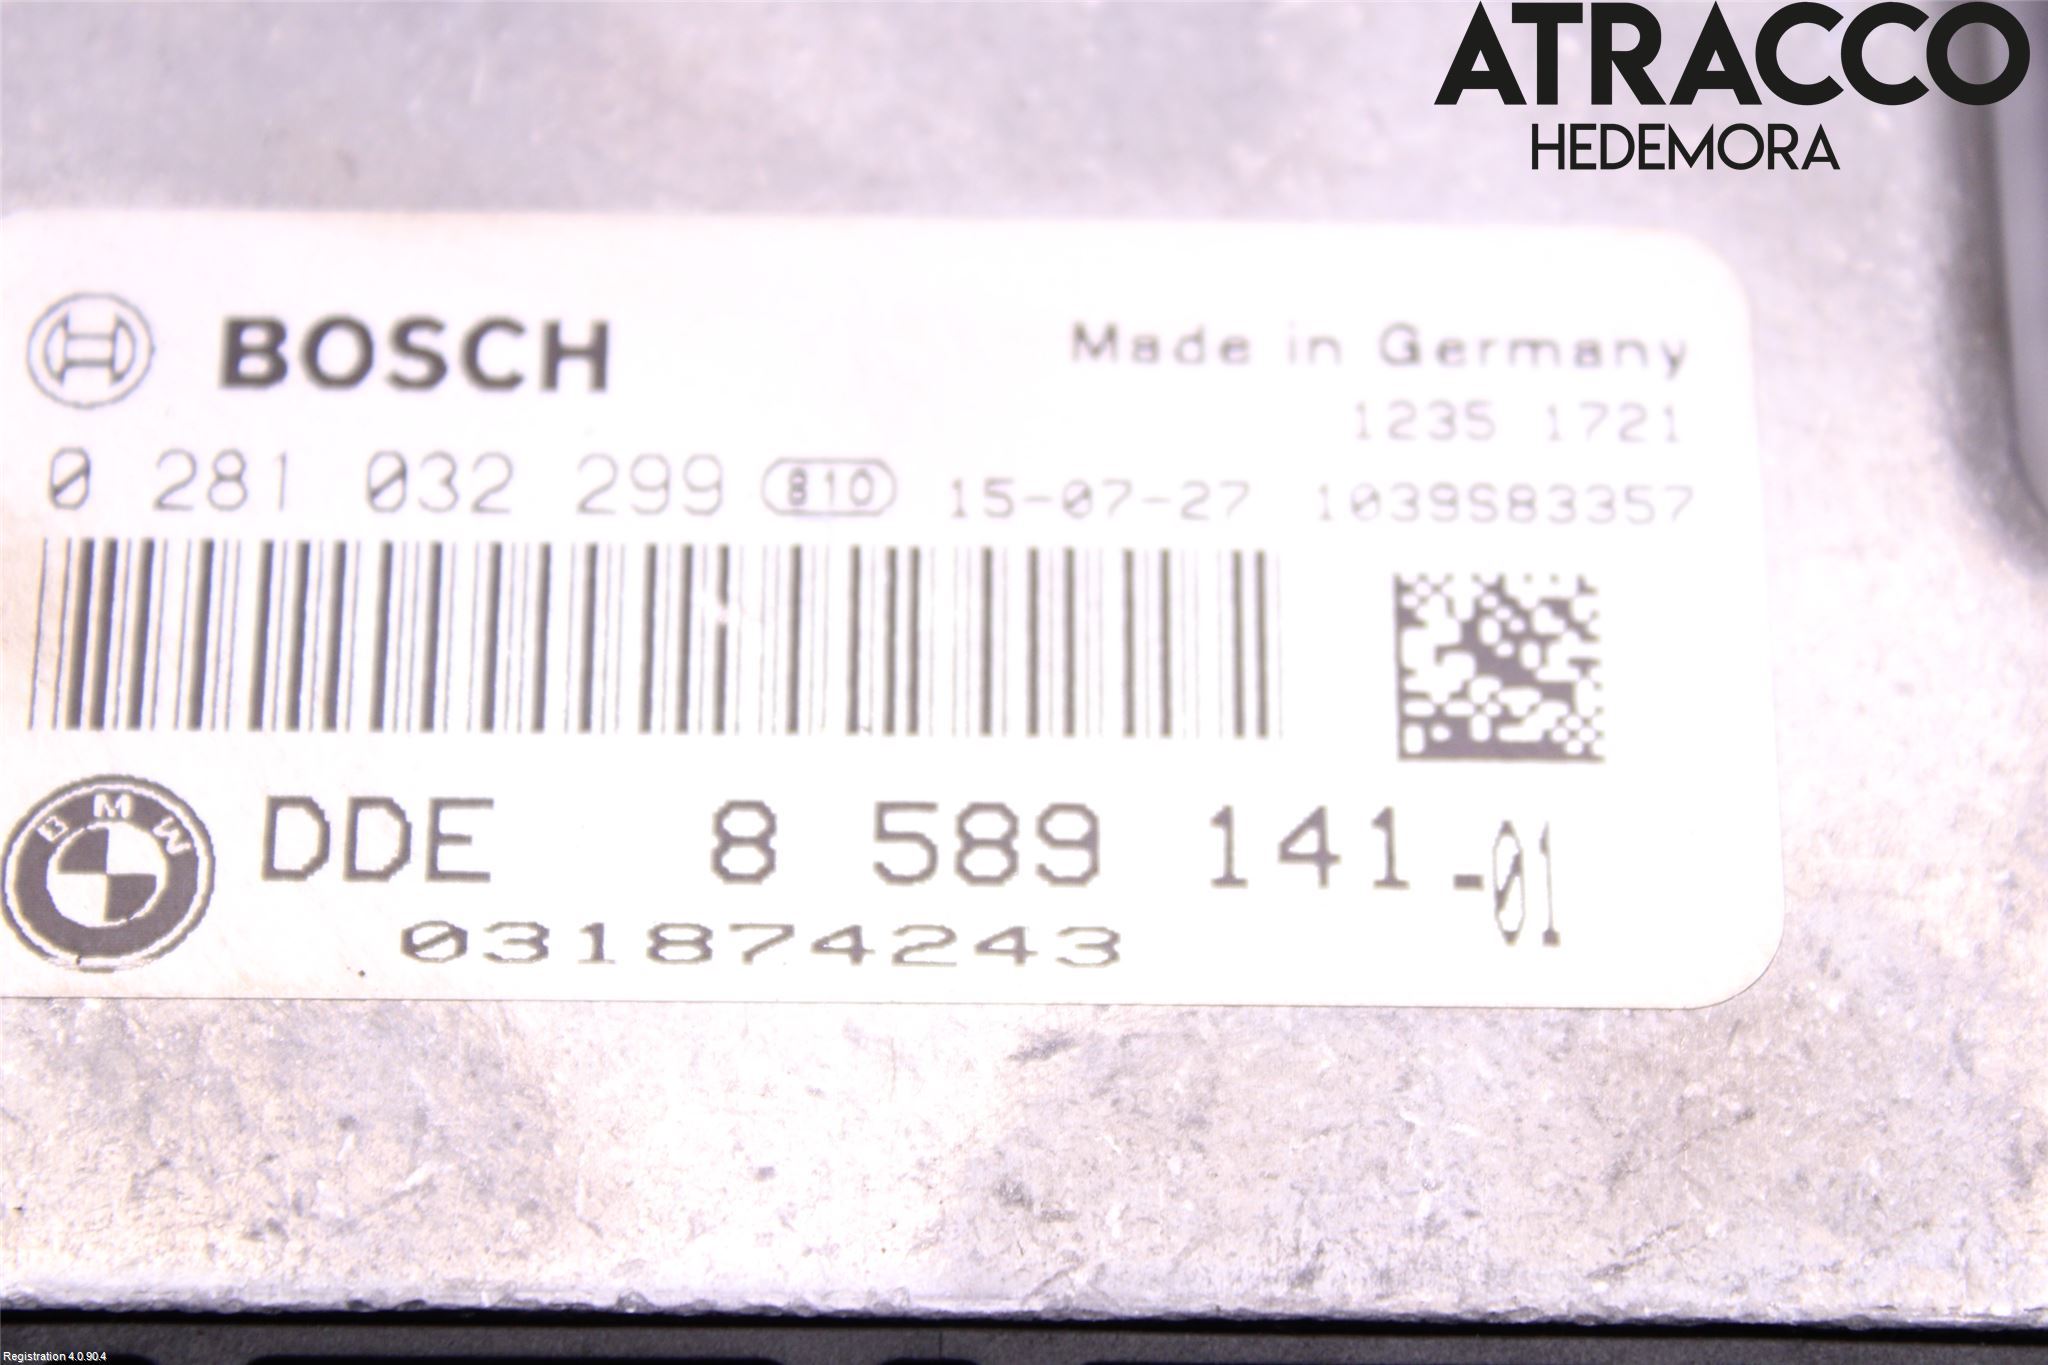 ATRACCO
HEDEMORA
BOSCH
Made in Germany
1235 1721
0 281 032 299 810 15-07-27 1039S83357
BMW
DDE 8 589 141-01
031874243
Registration 4.0.90.4